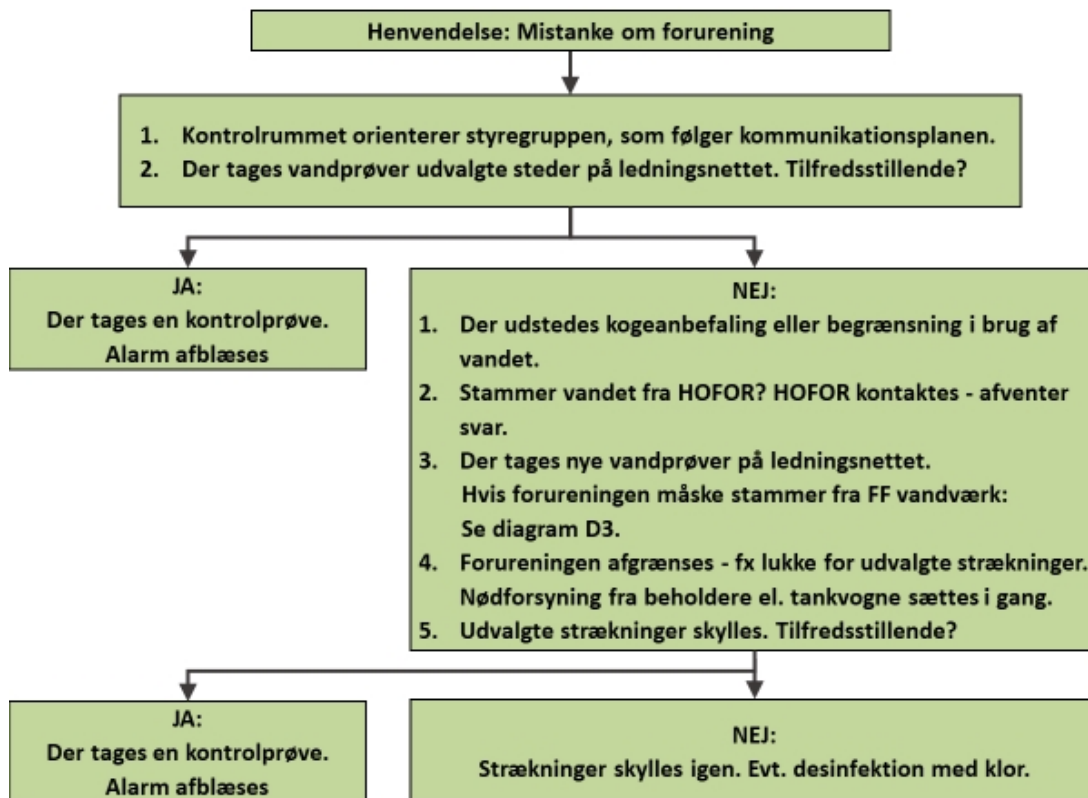 Henvendelse: Mistanke om forurening
1. Kontrolrummet orienterer styregruppen, som følger kommunikationsplanen.
2. Der tages vandprøver udvalgte steder på ledningsnettet. Tilfredsstillende?
JA:
Der tages en kontrolprøve.
Alarm afblæses
NEJ:
1. Der udstedes kogeanbefaling eller begrænsning i brug af
vandet.
2. Stammer vandet fra HOFOR? HOFOR kontaktes - afventer
svar.
3. Der tages nye vandprøver på ledningsnettet.
Hvis forureningen måske stammer fra FF vandværk:
Se diagram D3.
4. Forureningen afgrænses - fx lukke for udvalgte strækninger.
Nødforsyning fra beholdere el. tankvogne sættes i gang.
5. Udvalgte strækninger skylles. Tilfredsstillende?
JA:
Der tages en kontrolprøve.
Alarm afblæses
NEJ:
Strækninger skylles igen. Evt. desinfektion med klor.